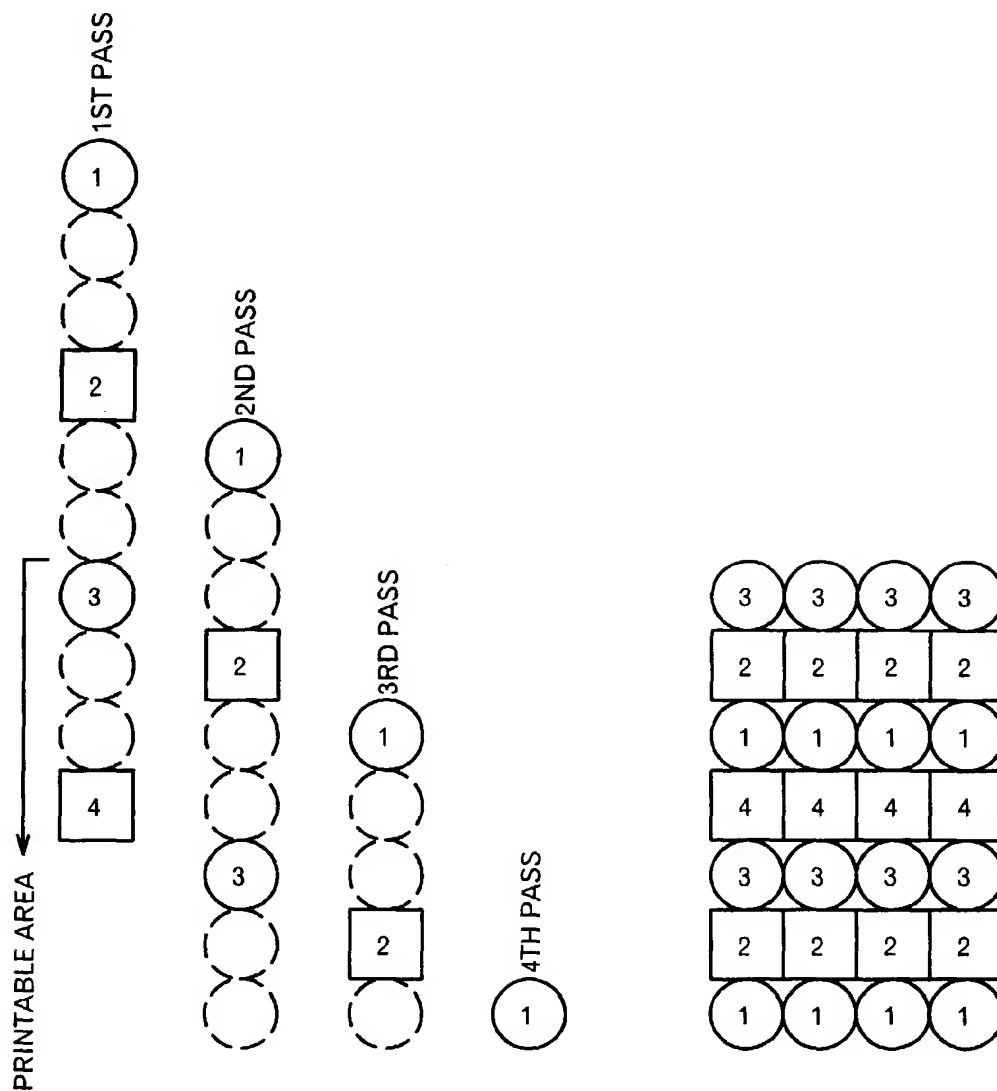 1ST PASS
1
2
3
4
2ND PASS
1
2
3
3RD PASS
1
2
4TH PASS
1
PRINTABLE AREA
3 3 3 3
2 2 2 2
1 1 1 1
4 4 4 4
3 3 3 3
2 2 2 2
1 1 1 1